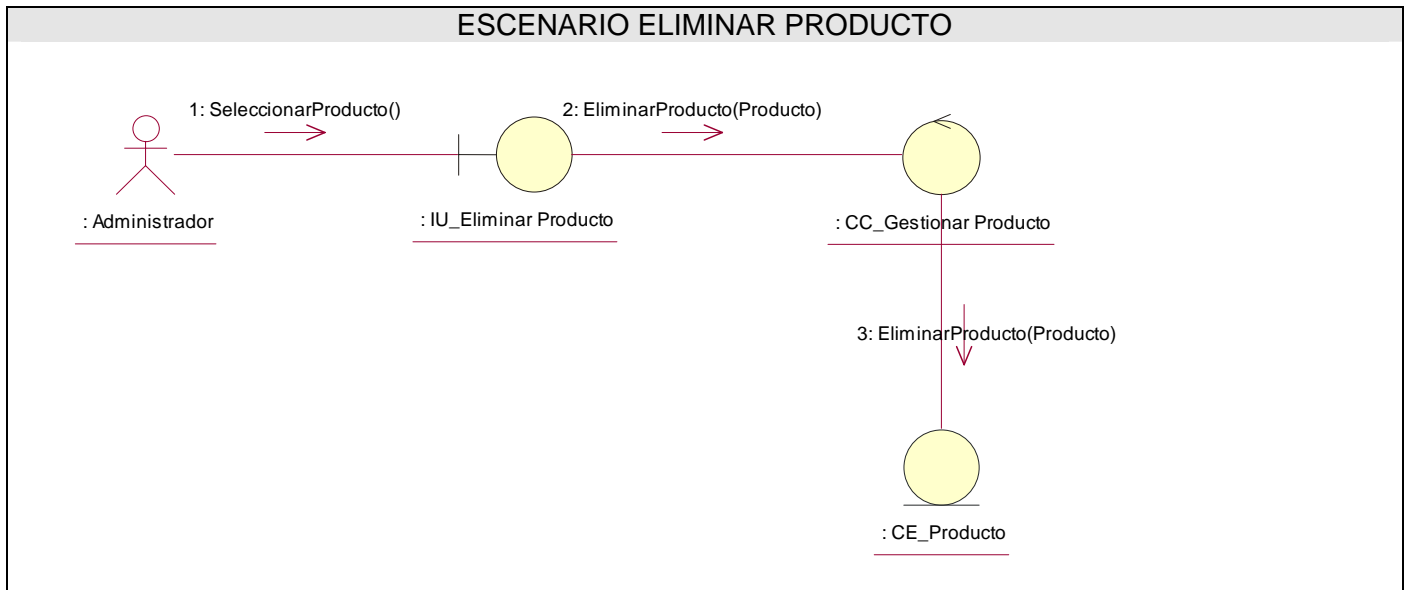 ESCENARIO ELIMINAR PRODUCTO
1: SeleccionarProducto()
2: EliminarProducto(Producto)
: Administrador
: IU_Eliminar Producto
: CC_Gestionar Producto
3: EliminarProducto(Producto)
: CE_Producto